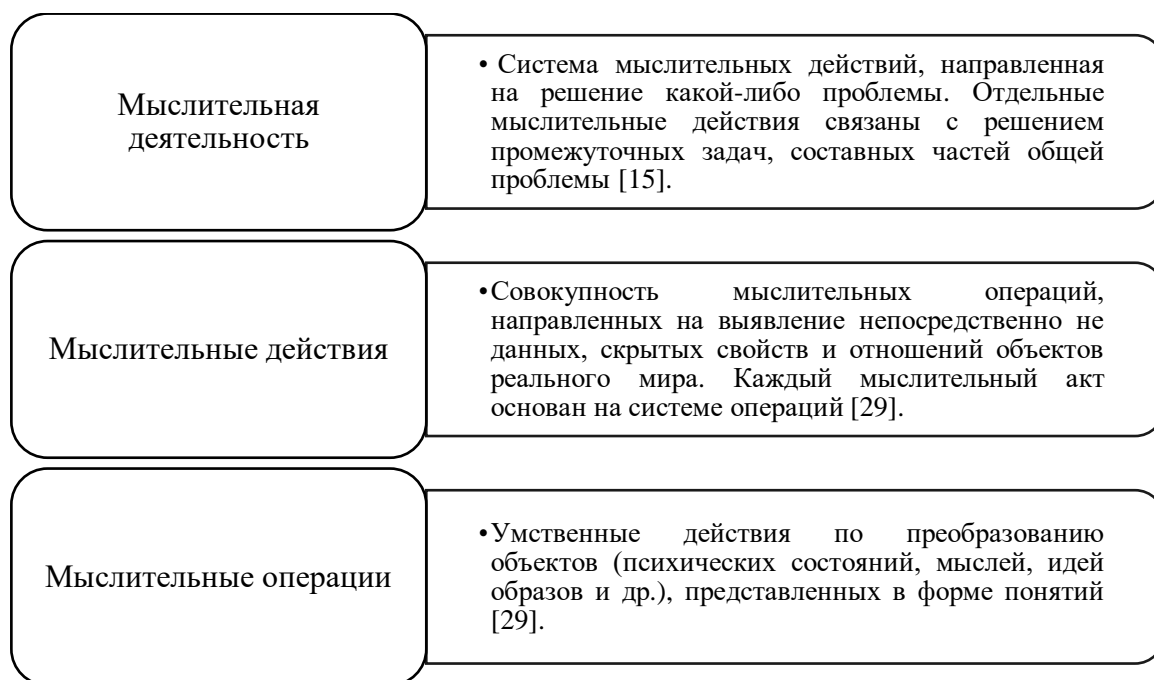 Мыслительная
деятельность
• Система мыслительных действий, направленная
на решение какой-либо проблемы. Отдельные
мыслительные действия связаны с решением
промежуточных задач, составных частей общей
проблемы [15].
Мыслительные действия
•Совокупность мыслительных операций,
направленных на выявление непосредственно не
данных, скрытых свойств и отношений объектов
реального мира. Каждый мыслительный акт
основан на системе операций [29].
Мыслительные операции
•Умственные действия по преобразованию
объектов (психических состояний, мыслей, идей
образов и др.), представленных в форме понятий
[29].